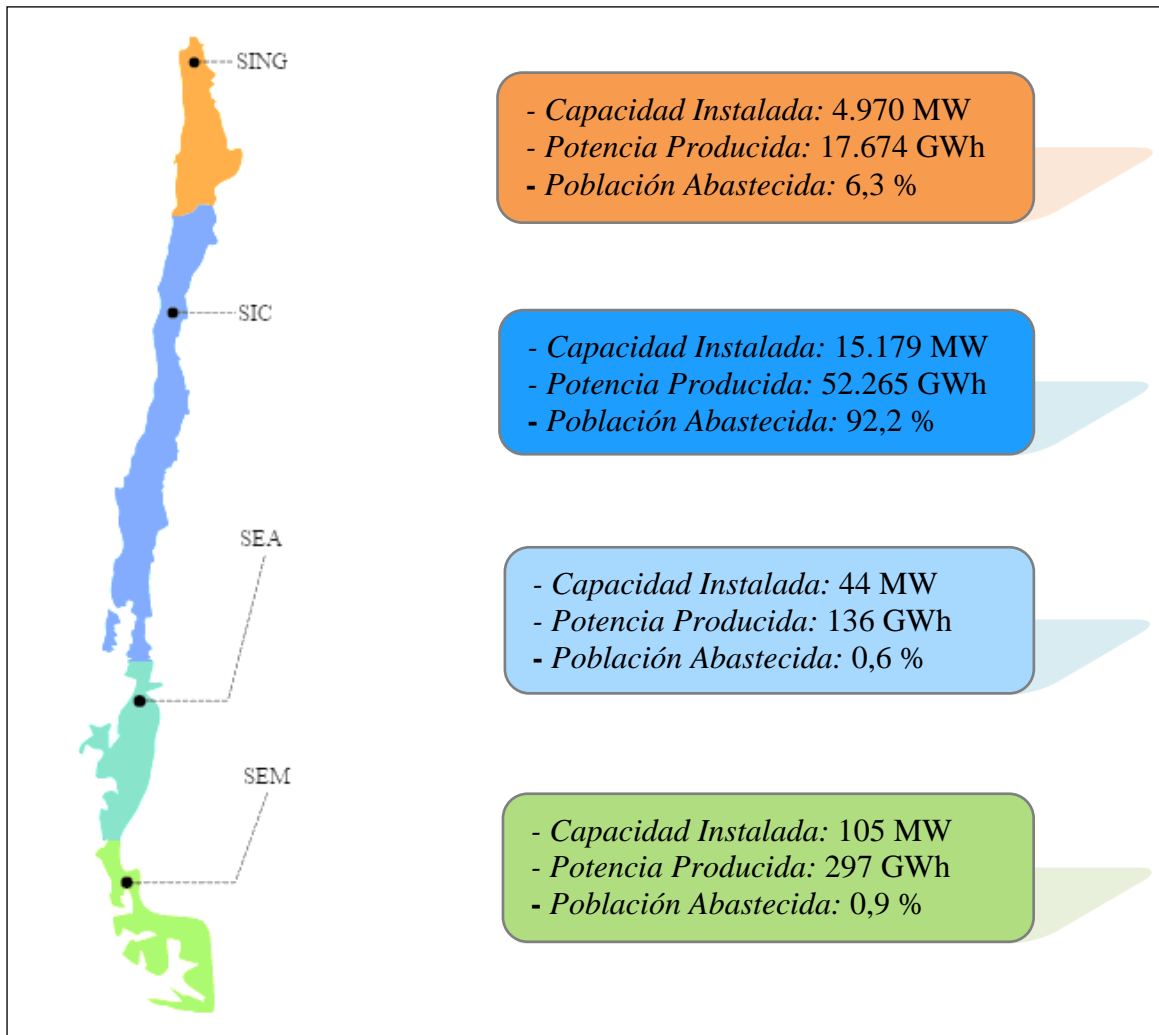 SING
- Capacidad Instalada: 4.970 MW
- Potencia Producida: 17.674 GWh
- Población Abastecida: 6,3 %
SIC
- Capacidad Instalada: 15.179 MW
- Potencia Producida: 52.265 GWh
- Población Abastecida: 92,2 %
SEA
- Capacidad Instalada: 44 MW
- Potencia Producida: 136 GWh
- Población Abastecida: 0,6 %
SEM
- Capacidad Instalada: 105 MW
- Potencia Producida: 297 GWh
- Población Abastecida: 0,9 %